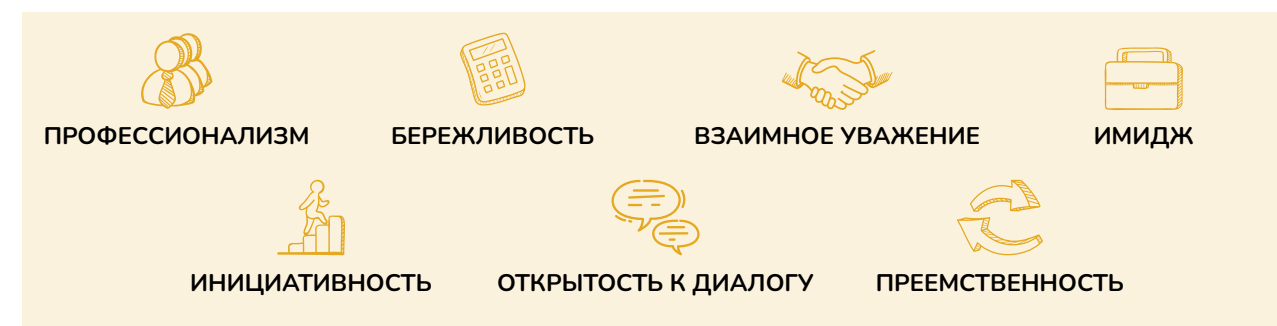 ПРОФЕССИОНАЛИЗМ
БЕРЕЖЛИВОСТЬ
ВЗАИМНОЕ УВАЖЕНИЕ
ИМИДЖ
ИНИЦИАТИВНОСТЬ
ОТКРЫТОСТЬ К ДИАЛОГУ
ПРЕЕМСТВЕННОСТЬ